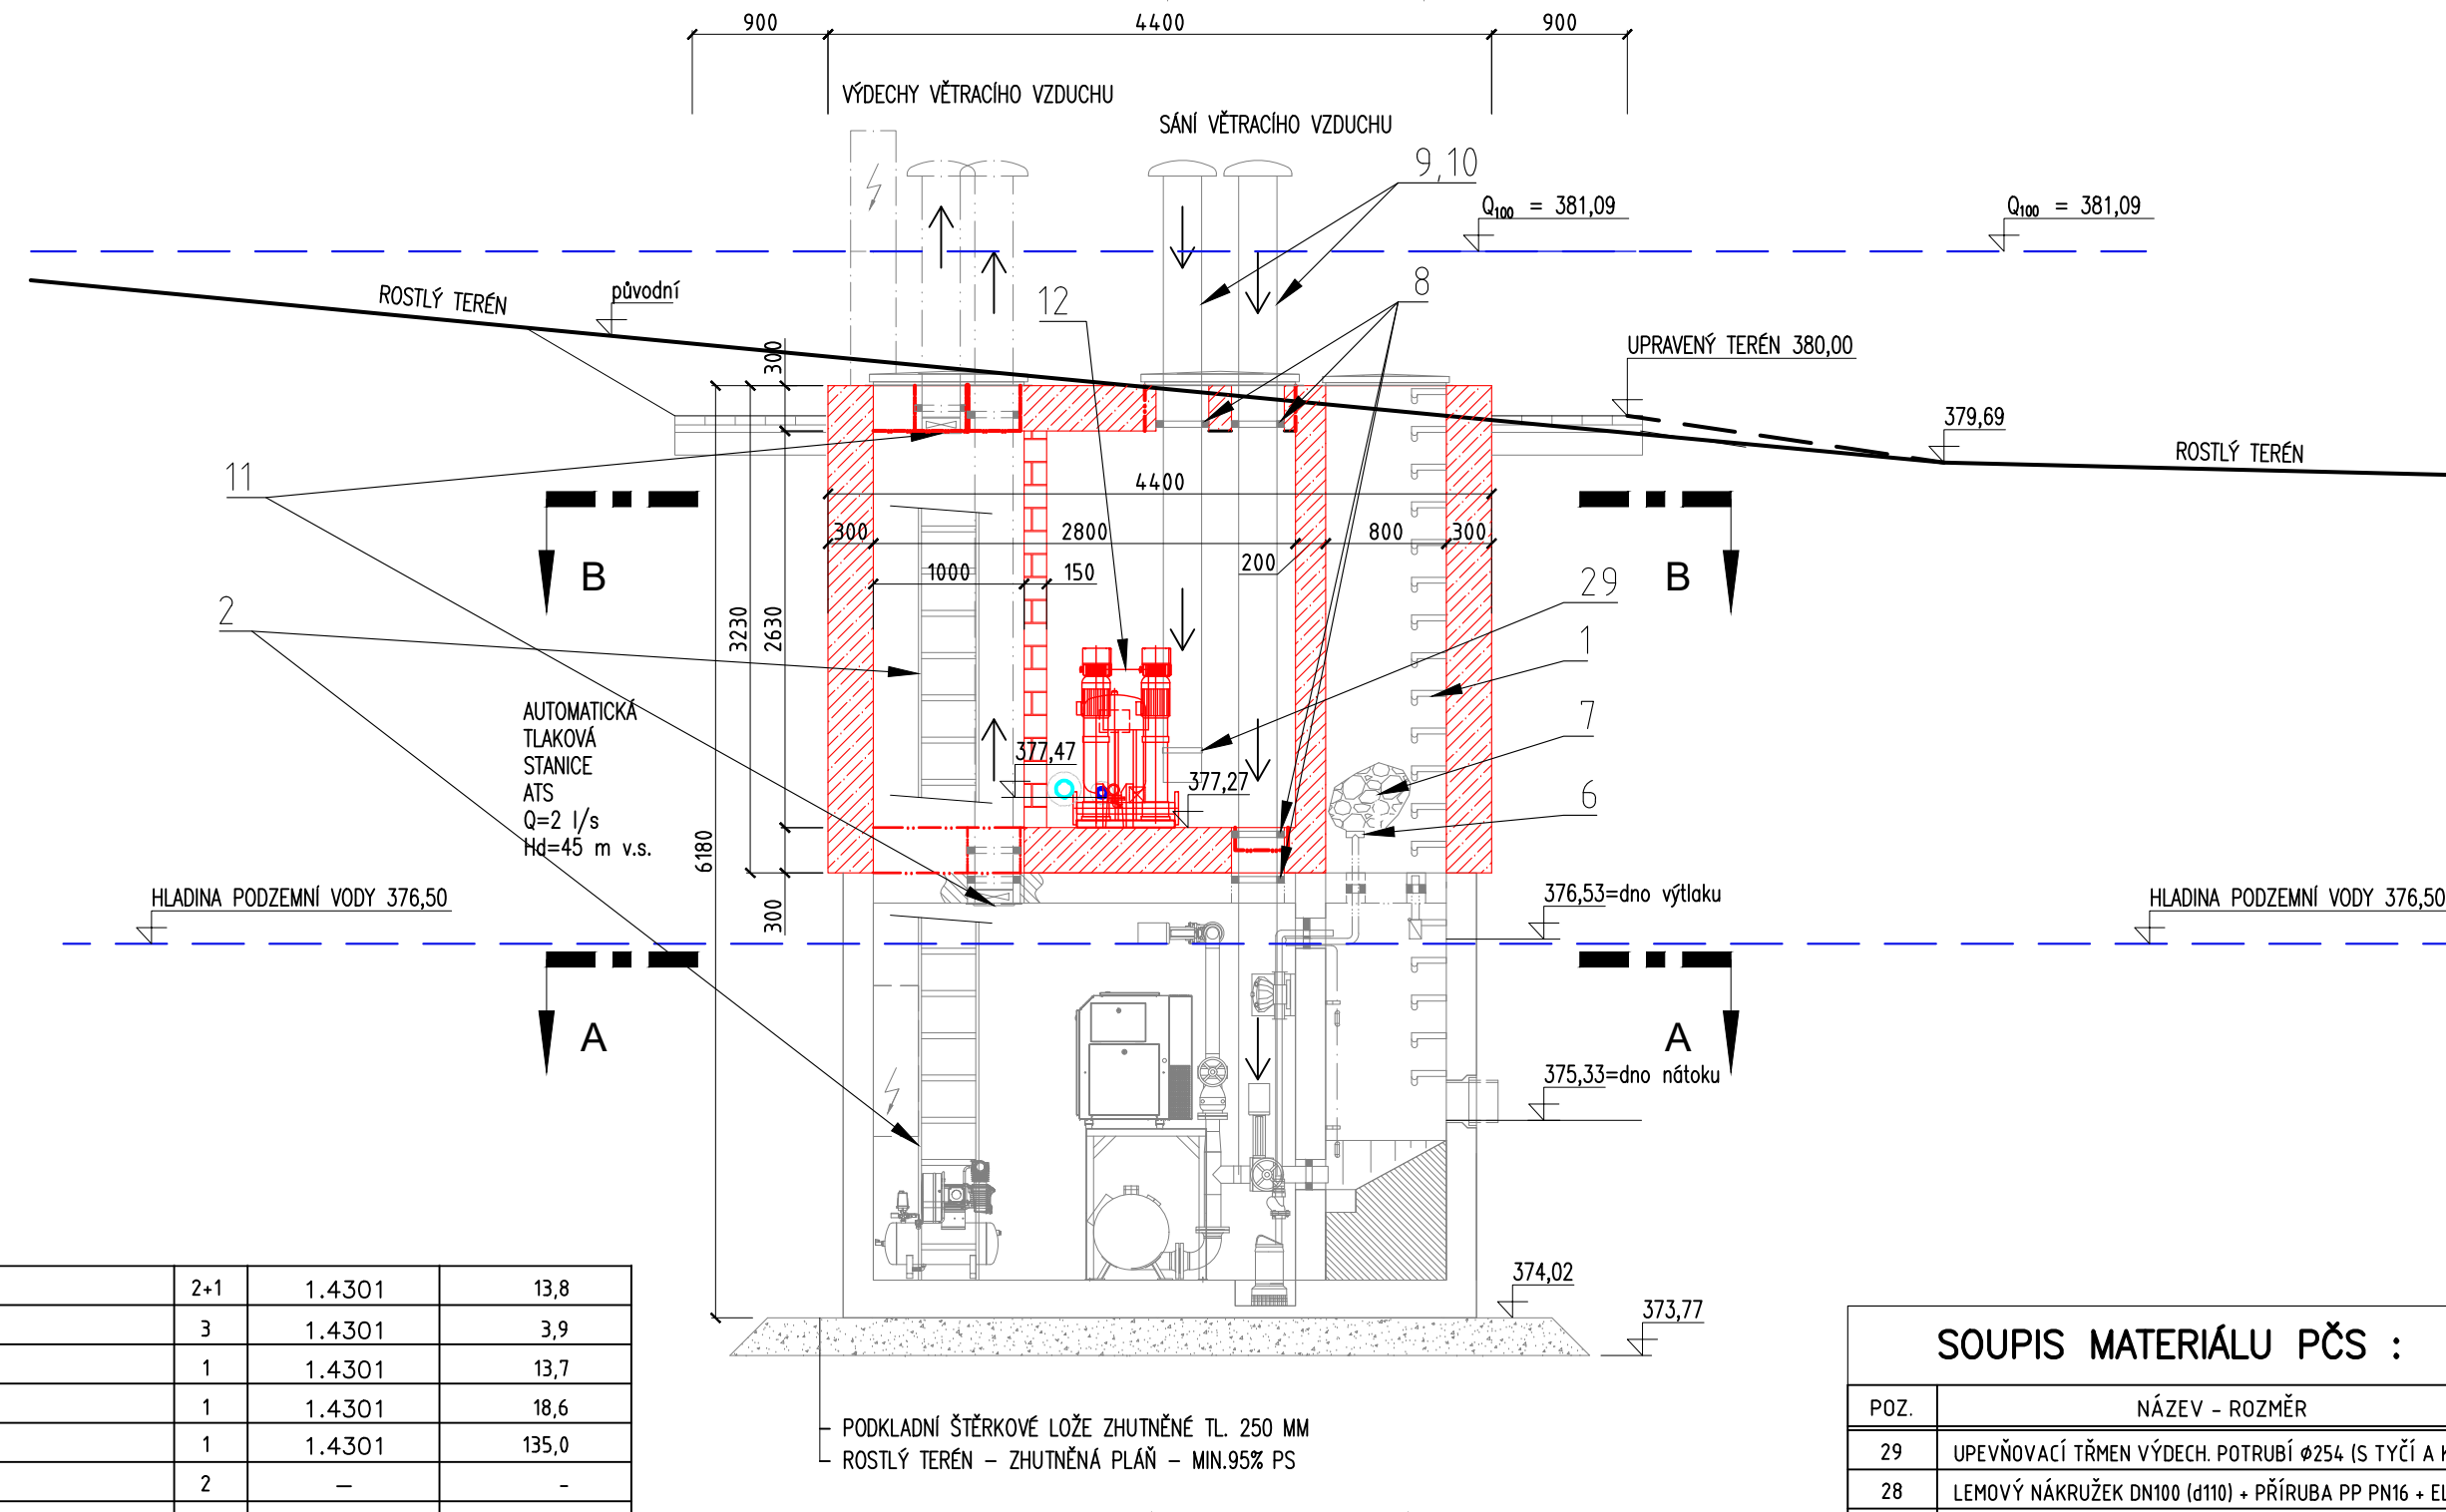 900
4400
900
VÝDECHY VĚTRACÍHO VZDUCHU
SÁNÍ VĚTRACÍHO VZDUCHU
9,10
Q₁₀₀ = 381,09
Q₁₀₀ = 381,09
ROSTLÝ TERÉN
původní
12
8
300
UPRAVENÝ TERÉN 380,00
379,69
ROSTLÝ TERÉN
11
4400
300
2800
800
300
1000
150
200
B
B
29
2
3230
2630
1
AUTOMATICKÁ
TLAKOVÁ
STANICE
ATS
Q=2 l/s
Hd=45 m v.s.
7
377,47
377,27
6
6180
300
HLADINA PODZEMNÍ VODY 376,50
376,53=dno výtlaku
HLADINA PODZEMNÍ VODY 376,50
A
A
375,33=dno nátoku
374,02
373,77
2+1 1.4301 13,8
3 1.4301 3,9
1 1.4301 13,7
1 1.4301 18,6
1 1.4301 135,0
2 – -
PODKLADNÍ ŠTĚRKOVÉ LOŽE ZHUTNĚNÉ TL. 250 MM
ROSTLÝ TERÉN – ZHUTNĚNÁ PLÁŇ – MIN.95% PS
SOUPIS MATERIÁLU PČS :
POZ. NÁZEV - ROZMĚR
29 UPEVŇOVACÍ TŘMEN VÝDECH. POTRUBÍ ø254 (S TYČÍ A
28 LEMOVÝ NÁKRUŽEK DN100 (d110) + PŘÍRUBA PP PN16 +